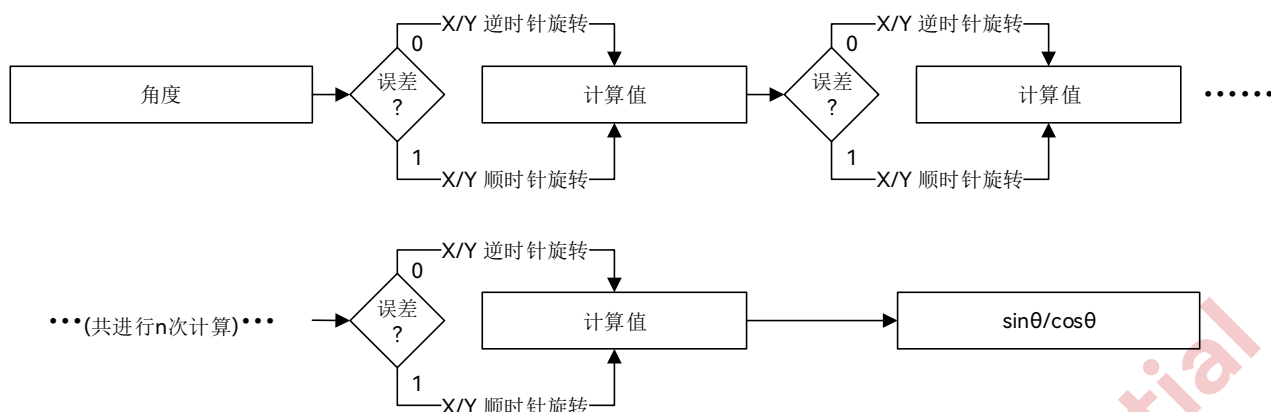 X/Y 逆时针旋转
X/Y 逆时针旋转
0
0
角度
误差
?
计算值
误差
?
计算值
••••••
1
1
X/Y 顺时针旋转
X/Y 顺时针旋转
X/Y 逆时针旋转
0
•••(共进行n次计算)•••
误差
?
计算值
sinθ/cosθ
1
X/Y 顺时针旋转
tial